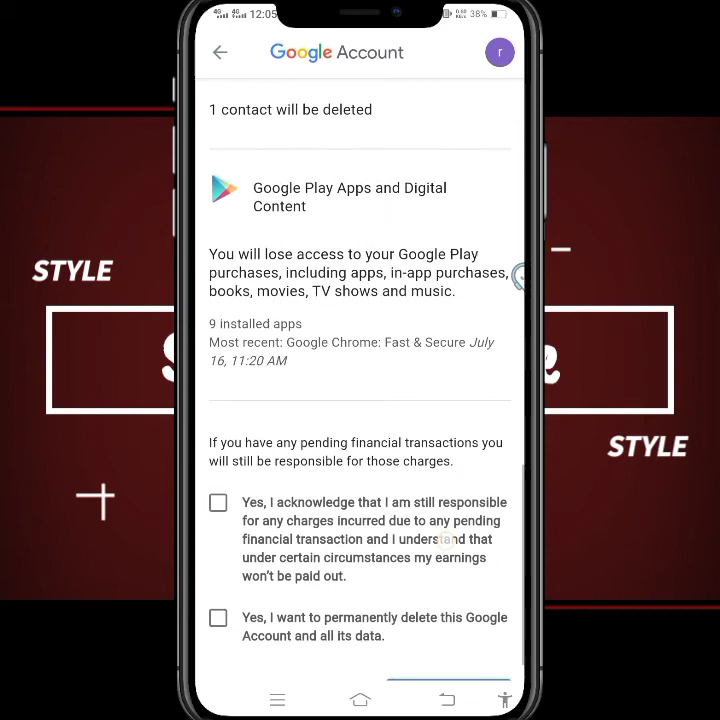 4G 4G 12:05
0.60 KB/s 38%
Google Account
r
1 contact will be deleted
Google Play Apps and Digital
Content
You will lose access to your Google Play
purchases, including apps, in-app purchases,
books, movies, TV shows and music.
9 installed apps
Most recent: Google Chrome: Fast & Secure July
16, 11:20 AM
If you have any pending financial transactions you
will still be responsible for those charges.
Yes, I acknowledge that I am still responsible
for any charges incurred due to any pending
financial transaction and I understand that
under certain circumstances my earnings
won't be paid out.
Yes, I want to permanently delete this Google
Account and all its data.
STYLE
STYLE